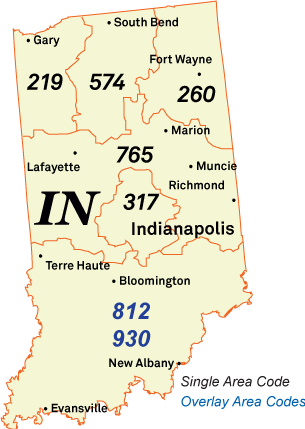 South Bend
Gary
Fort Wayne
219
574
260
Marion
765
Lafayette
Muncie
Richmond
IN
317
Indianapolis
Terre Haute
Bloomington
812
930
New Albany
Single Area Code
Overlay Area Codes
Evansville